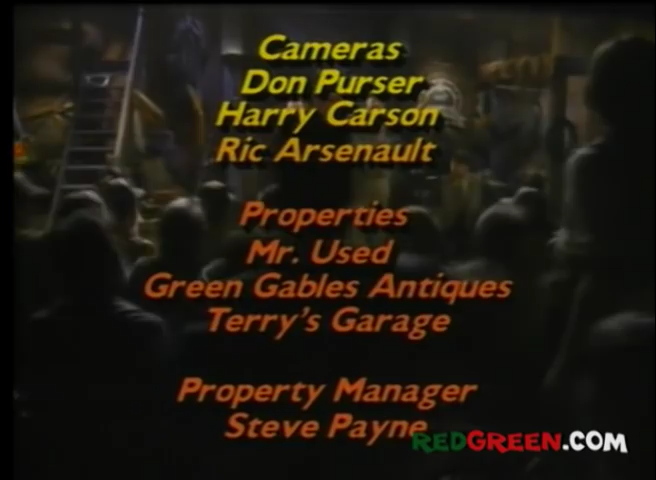 Cameras
Don Purser
Harry Carson
Ric Arsenault
Properties
Mr. Used
Green Gables Antiques
Terry's Garage
Property Manager
Steve Payne
REDGREEN.COM